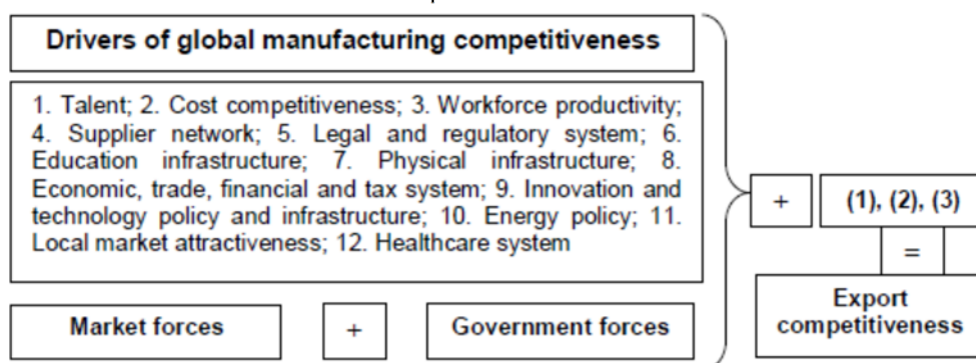 Drivers of global manufacturing competitiveness
1. Talent; 2. Cost competitiveness; 3. Workforce productivity;
4. Supplier network; 5. Legal and regulatory system; 6.
Education infrastructure; 7. Physical infrastructure; 8.
Economic, trade, financial and tax system; 9. Innovation and
technology policy and infrastructure; 10. Energy policy; 11.
Local market attractiveness; 12. Healthcare system
Market forces
+
Government forces
+
(1), (2), (3)
=
Export
competitiveness